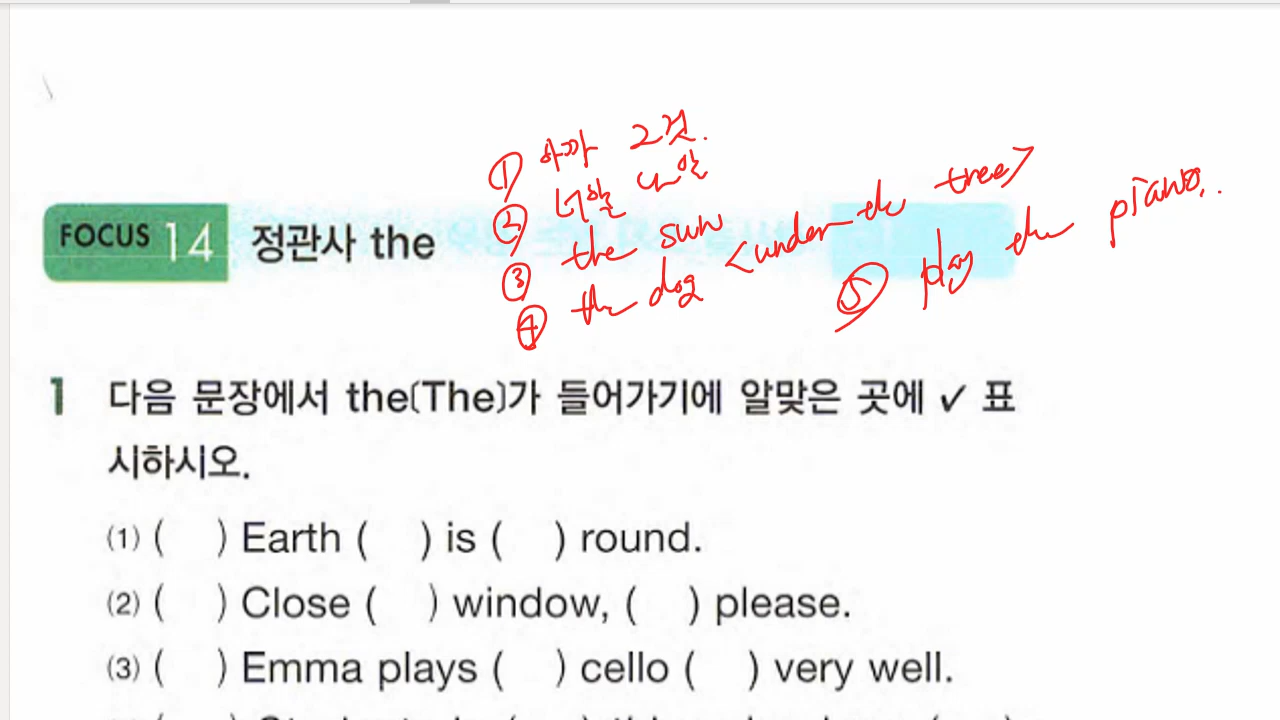 ① 아까 그것.
② 너알 나알
③ the sun
④ the dog <under the tree>
⑤ play the piano.
FOCUS 14 정관사 the
1 다음 문장에서 the(The)가 들어가기에 알맞은 곳에 ✓ 표
시하시오.
(1) ( ) Earth ( ) is ( ) round.
(2) ( ) Close ( ) window, ( ) please.
(3) ( ) Emma plays ( ) cello ( ) very well.